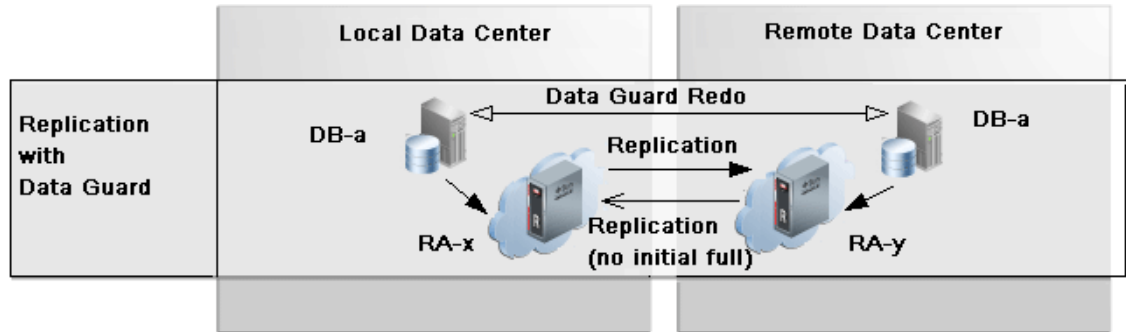 Local Data Center
Remote Data Center
Replication
with
Data Guard
Data Guard Redo
DB-a
DB-a
Replication
R
R
RA-x
Replication
(no initial full)
RA-y